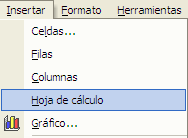 Insertar Formato Herramientas
Celdas...
Filas
Columnas
Hoja de cálculo
Gráfico...